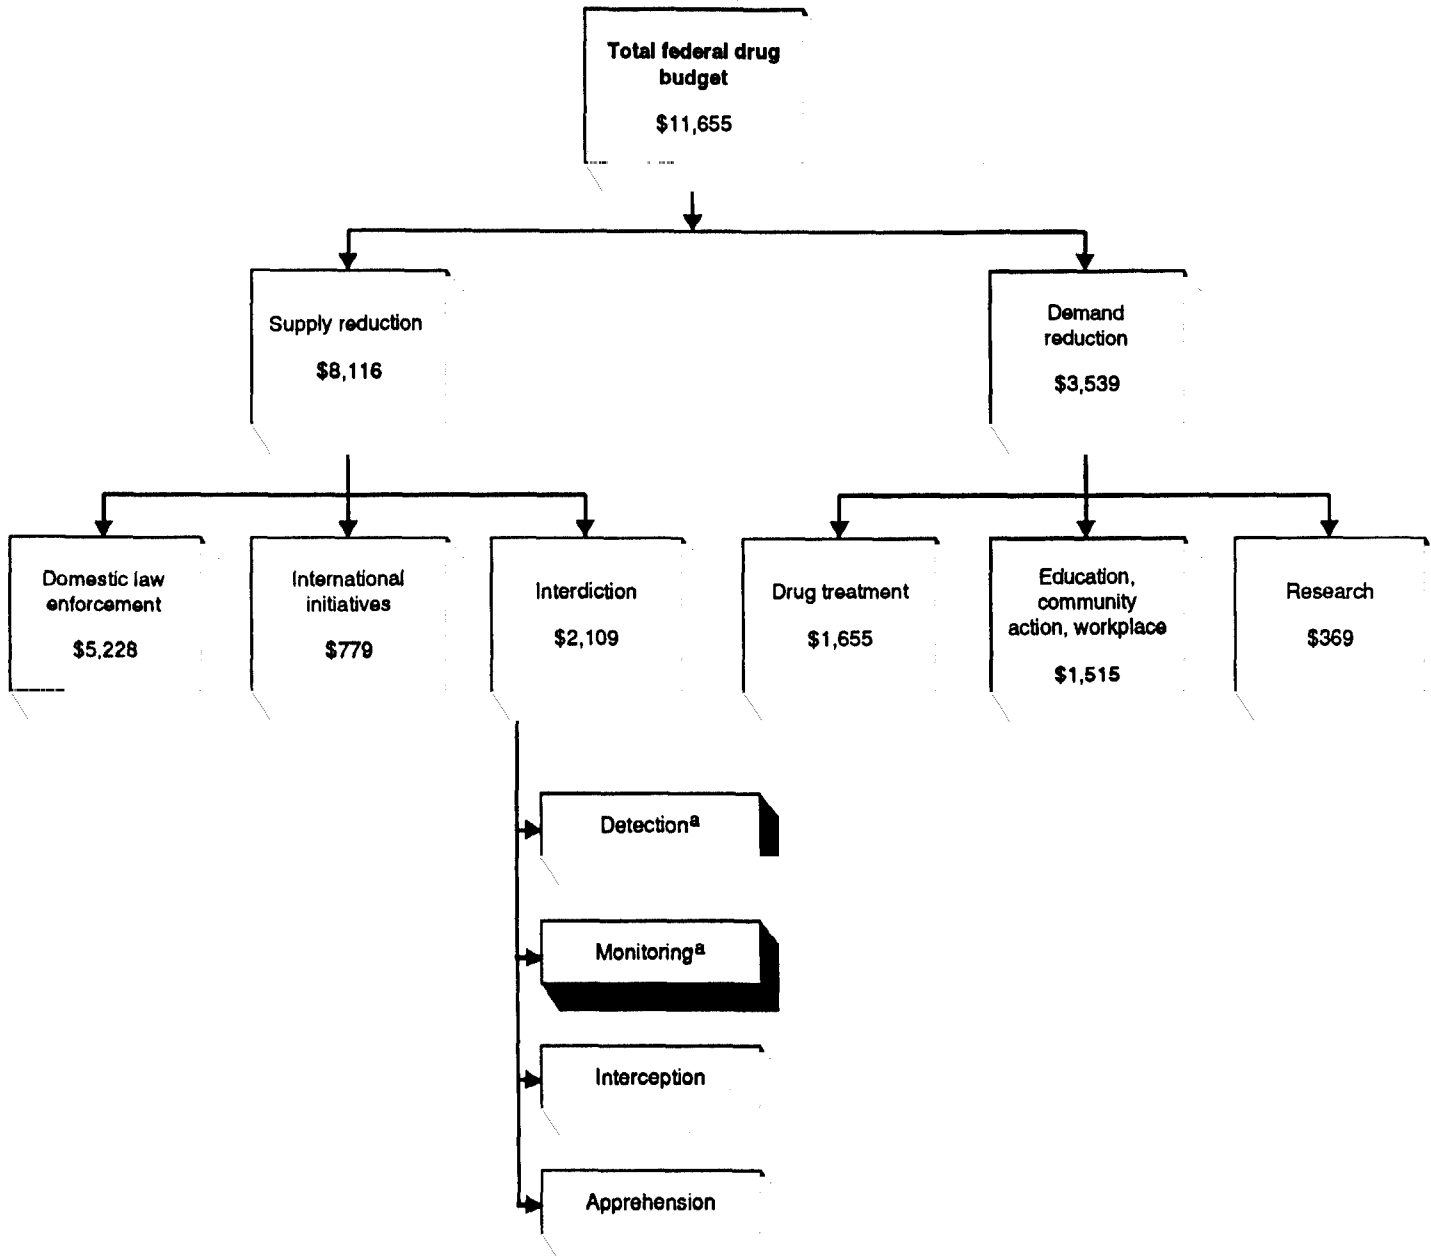 Total federal drug
budget
$11,655
Supply reduction
$8,116
Demand
reduction
$3,539
Domestic law
enforcement
$5,228
International
initiatives
$779
Interdiction
$2,109
Drug treatment
$1,655
Education,
community
action, workplace
$1,515
Research
$369
Detectionª
Monitoringª
Interception
Apprehension